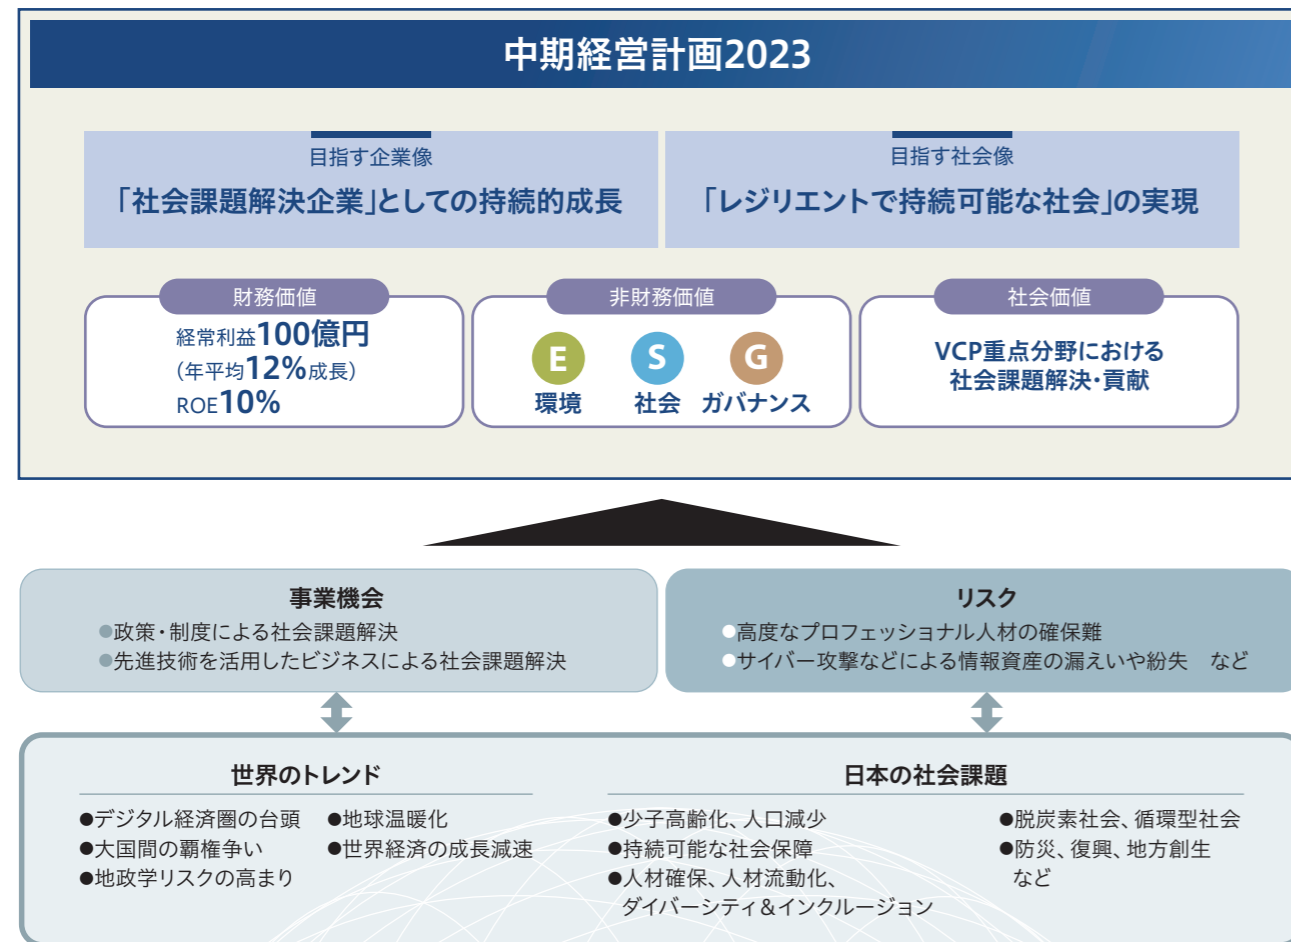 中期経営計画2023
目指す企業像
「社会課題解決企業」としての持続的成長
目指す社会像
「レジリエントで持続可能な社会」の実現
財務価値
経常利益100億円
(年平均12%成長)
ROE10%
非財務価値
E
環境
S
社会
G
ガバナンス
社会価値
VCP重点分野における
社会課題解決・貢献
事業機会
●政策・制度による社会課題解決
●先進技術を活用したビジネスによる社会課題解決
リスク
●高度なプロフェッショナル人材の確保難
●サイバー攻撃などによる情報資産の漏えいや紛失　など
世界のトレンド
●デジタル経済圏の台頭
●大国間の覇権争い
●地政学リスクの高まり
●地球温暖化
●世界経済の成長減速
日本の社会課題
●少子高齢化、人口減少
●持続可能な社会保障
●人材確保、人材流動化、
ダイバーシティ＆インクルージョン
●脱炭素社会、循環型社会
●防災、復興、地方創生
など